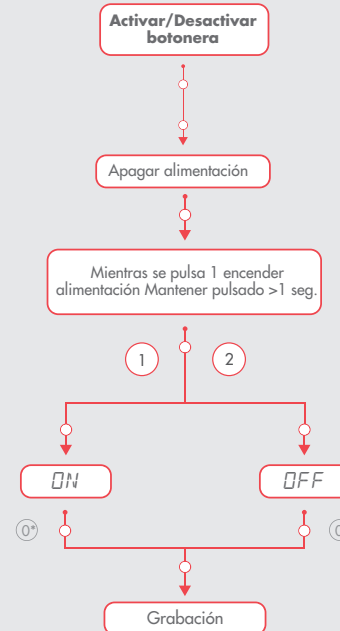 Activar/Desactivar
botonera
Apagar alimentación
Mientras se pulsa 1 encender
alimentación Mantener pulsado >1 seg.
1 2
ON OFF
0* 0
Grabación